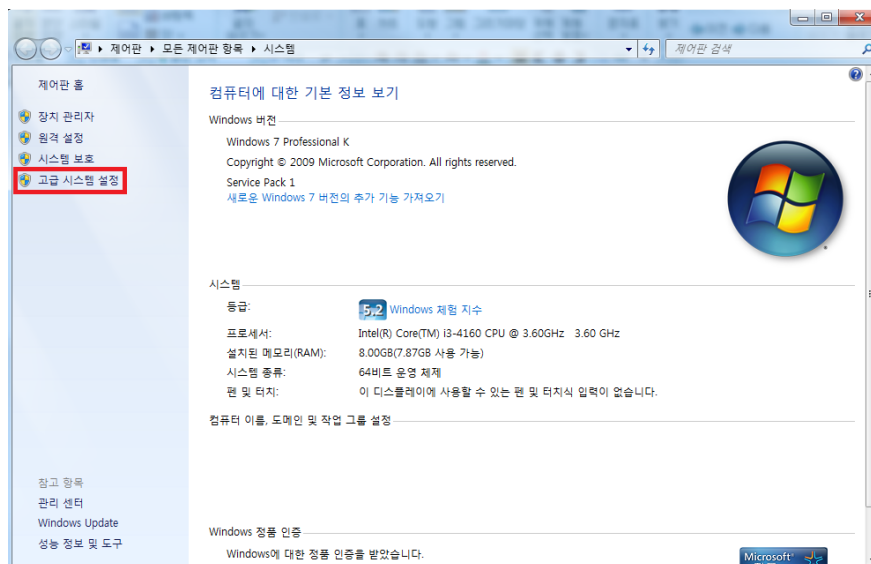 제어판 ▸ 모든 제어판 항목 ▸ 시스템
제어판 검색
제어판 홈
장치 관리자
원격 설정
시스템 보호
고급 시스템 설정
참고 항목
관리 센터
Windows Update
성능 정보 및 도구
컴퓨터에 대한 기본 정보 보기
Windows 버전
Windows 7 Professional K
Copyright © 2009 Microsoft Corporation. All rights reserved.
Service Pack 1
새로운 Windows 7 버전의 추가 기능 가져오기
시스템
등급: 5.2 Windows 체험 지수
프로세서: Intel(R) Core(TM) i3-4160 CPU @ 3.60GHz 3.60 GHz
설치된 메모리(RAM): 8.00GB(7.87GB 사용 가능)
시스템 종류: 64비트 운영 체제
펜 및 터치: 이 디스플레이에 사용할 수 있는 펜 및 터치식 입력이 없습니다.
컴퓨터 이름, 도메인 및 작업 그룹 설정
Windows 정품 인증
Windows에 대한 정품 인증을 받았습니다.
Microsoft